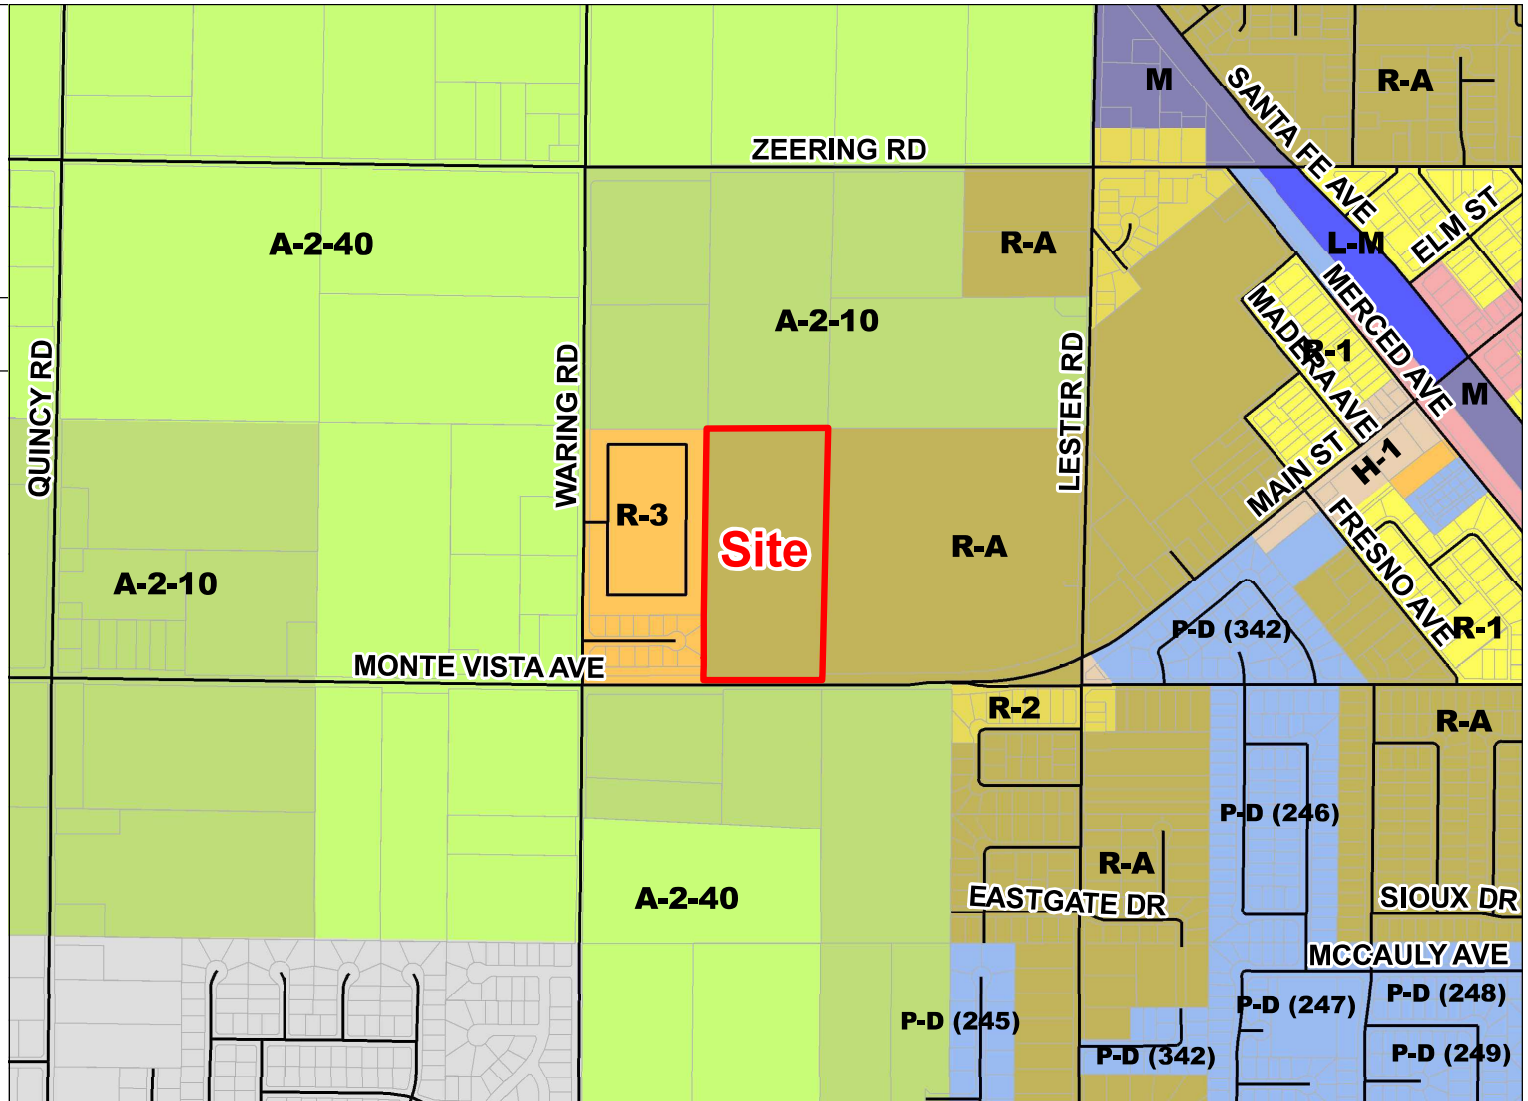 M
R-A
SANTA FE AVE
ZEERING RD
A-2-40
R-A
L-M
ELM ST
A-2-10
MERCED AVE
MADERA AVE
R-1
QUINCY RD
WARING RD
LESTER RD
M
MAIN ST
H-1
R-3
Site
R-A
FRESNO AVE
A-2-10
P-D (342)
R-1
MONTE VISTA AVE
R-2
R-A
P-D (246)
R-A
A-2-40
EASTGATE DR
SIOUX DR
MCCAULY AVE
P-D (245)
P-D (247)
P-D (248)
P-D (342)
P-D (249)